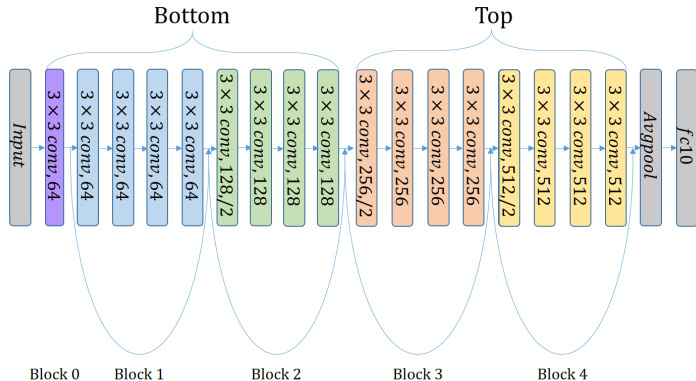 Bottom
Top
Input
3 × 3 conv, 64
3 × 3 conv, 64
3 × 3 conv, 64
3 × 3 conv, 64
3 × 3 conv, 64
3 × 3 conv, 128,/2
3 × 3 conv, 128
3 × 3 conv, 128
3 × 3 conv, 128
3 × 3 conv, 256,/2
3 × 3 conv, 256
3 × 3 conv, 256
3 × 3 conv, 256
3 × 3 conv, 512,/2
3 × 3 conv, 512
3 × 3 conv, 512
3 × 3 conv, 512
Avgpool
fc10
Block 0
Block 1
Block 2
Block 3
Block 4